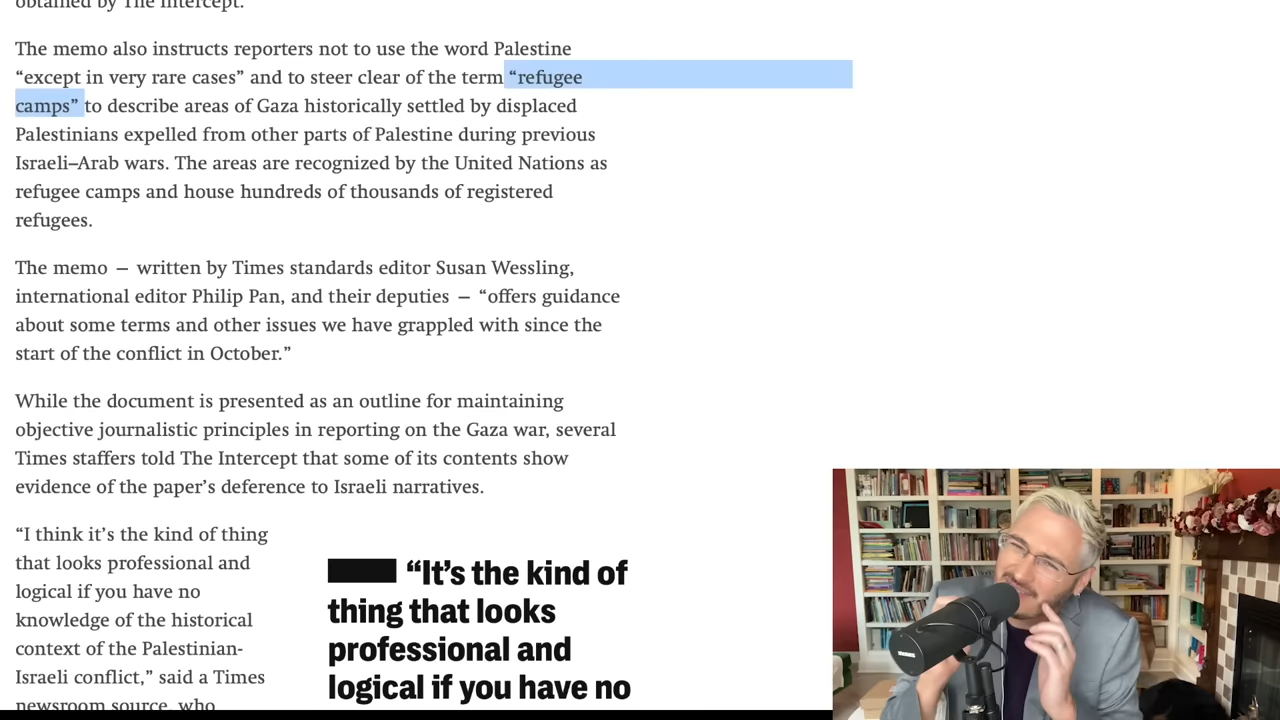 obtained by The Intercept.
The memo also instructs reporters not to use the word Palestine
“except in very rare cases” and to steer clear of the term “refugee
camps” to describe areas of Gaza historically settled by displaced
Palestinians expelled from other parts of Palestine during previous
Israeli–Arab wars. The areas are recognized by the United Nations as
refugee camps and house hundreds of thousands of registered
refugees.
The memo — written by Times standards editor Susan Wessling,
international editor Philip Pan, and their deputies — “offers guidance
about some terms and other issues we have grappled with since the
start of the conflict in October.”
While the document is presented as an outline for maintaining
objective journalistic principles in reporting on the Gaza war, several
Times staffers told The Intercept that some of its contents show
evidence of the paper’s deference to Israeli narratives.
“I think it’s the kind of thing
that looks professional and
logical if you have no
knowledge of the historical
context of the Palestinian-
Israeli conflict,” said a Times
newsroom source, who
“It’s the kind of
thing that looks
professional and
logical if you have no